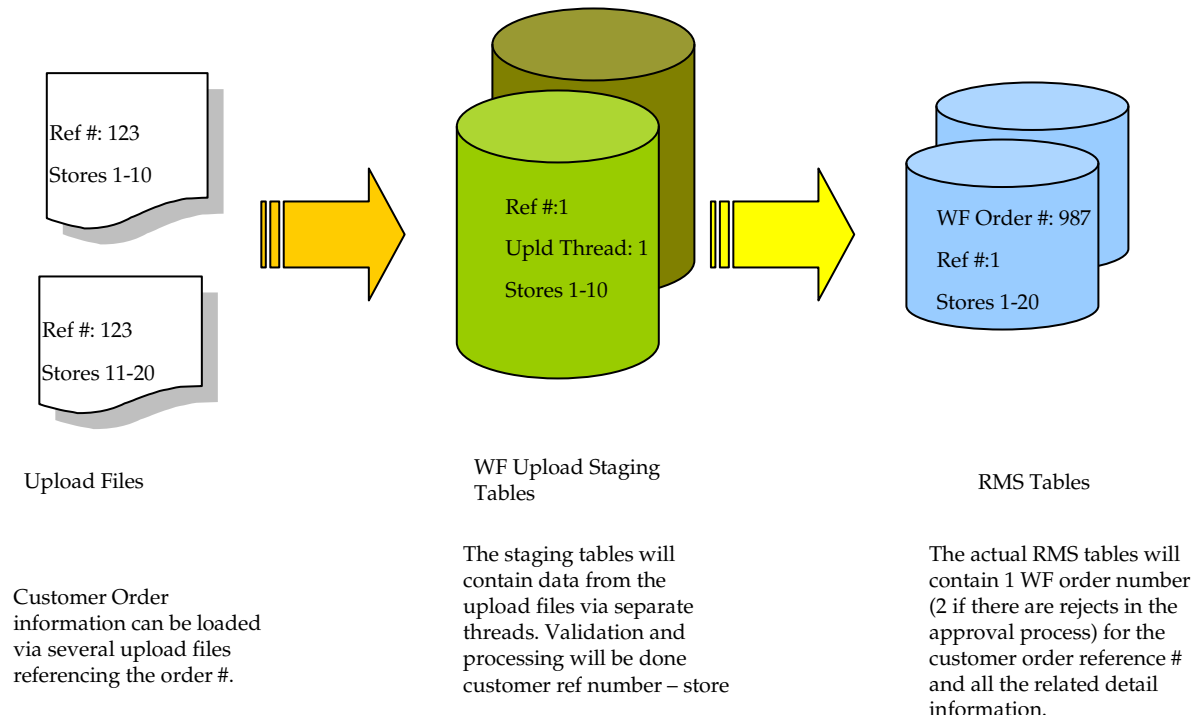 Ref #: 123
Stores 1-10
Ref #: 123
Stores 11-20
Ref #:1
Upld Thread: 1
Stores 1-10
WF Order #: 987
Ref #:1
Stores 1-20
Upload Files
WF Upload Staging
Tables
RMS Tables
Customer Order
information can be loaded
via several upload files
referencing the order #.
The staging tables will
contain data from the
upload files via separate
threads. Validation and
processing will be done
customer ref number – store
The actual RMS tables will
contain 1 WF order number
(2 if there are rejects in the
approval process) for the
customer order reference #
and all the related detail
information.